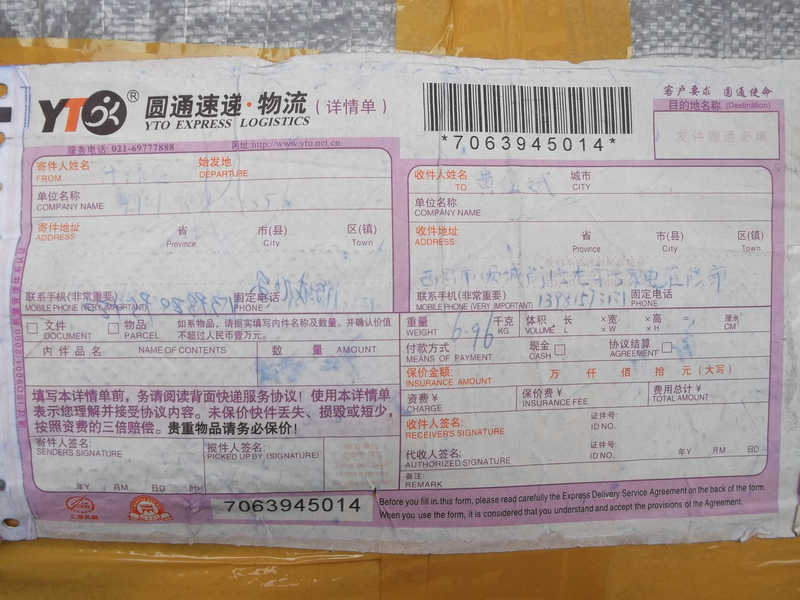 YTO ® 圆通速递·物流（详情单）
YTO EXPRESS LOGISTICS
服务电话: 021-69777888 网址: http://www.yto.net.cn
*7063945014*
客户要求 圆通使命
目的地名称 (Destination)
寄件人姓名 始发地
FROM DEPARTURE
单位名称
COMPANY NAME
寄件地址 省 市(县) 区(镇)
ADDRESS Province City Town
联系手机(非常重要) 固定电话
MOBILE PHONE (VERY IMPORTANT) PHONE
收件人姓名 黄 城市
TO CITY
单位名称
COMPANY NAME
收件地址 省 市(县) 区(镇)
ADDRESS Province City Town
联系手机(非常重要) 固定电话
MOBILE PHONE (VERY IMPORTANT) PHONE
文件 物品 如系物品，请据实填写内件名称及数量，并确认价值
DOCUMENT PARCEL 不超过人民币壹万元。
内 件 品 名 NAME OF CONTENTS 数 量 AMOUNT
填写本详情单前，务请阅读背面快递服务协议！使用本详情单
表示您理解并接受协议内容。未保价快件丢失、损毁或短少，
按照资费的三倍赔偿。贵重物品请务必保价！
寄件人签名: 收件人签名:
SENDERS SIGNATURE PICKED UP BY (SIGNATURE)
年Y 月M 日D 时H
7063945014
重量 6.96 千克 体积 长 ×宽 ×高 = 厘米³
WEIGHT KG VOLUME L W H CM³
付款方式 现金 协议结算
MEANS OF PAYMENT CASH AGREEMENT
保价金额: 万 仟 佰 拾 元（大写）
INSURANCE AMOUNT
资费¥ 保价费¥ 费用总计¥
CHARGE INSURANCE FEE TOTAL AMOUNT
收件人签名: 证件号:
RECEIVERS SIGNATURE ID NO.
代收人签名: 证件号: 年Y 月M 日D
AUTHORIZED SIGNATURE ID NO.
备注:
REMARK
Before you fill in this form, please read carefully the Express Delivery Service Agreement on the back of the form.
When you use the form, it is considered that you understand and accept the provisions of the Agreement.